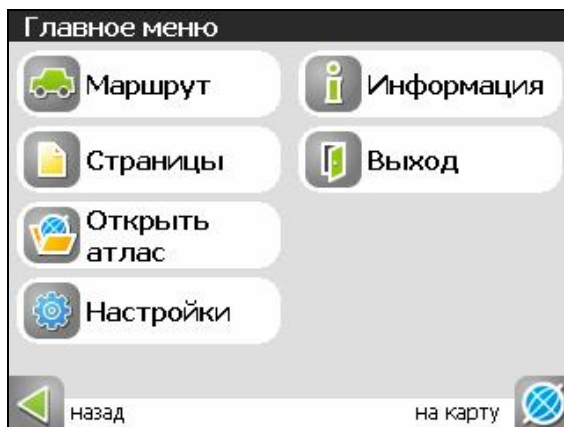 Главное меню
Маршрут
Информация
Страницы
Выход
Открыть
атлас
Настройки
назад
на карту